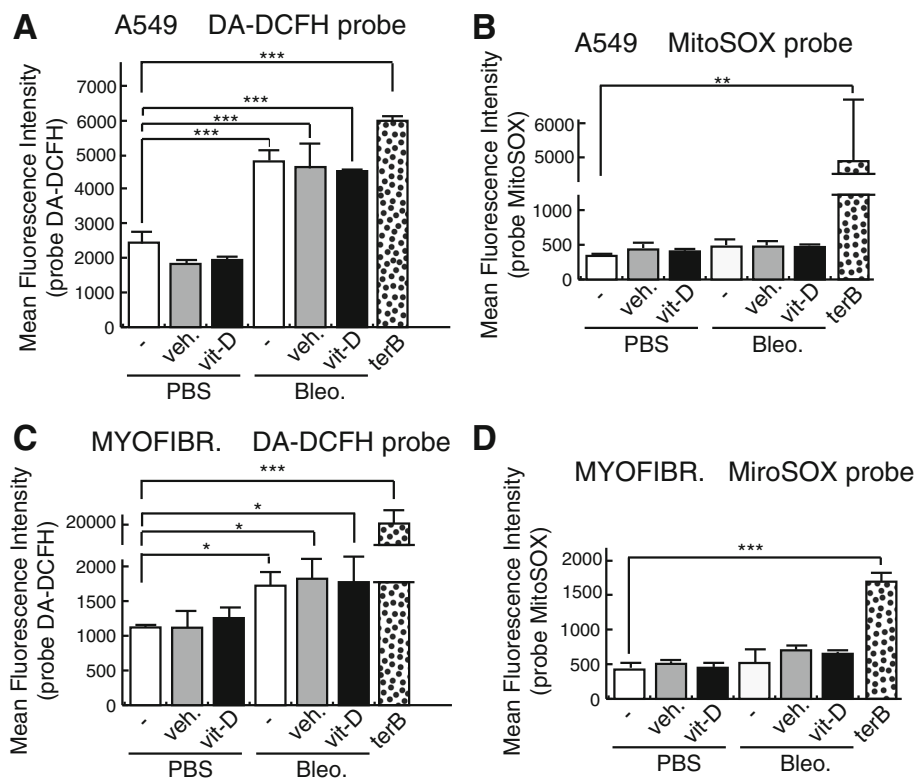 A
A549 DA-DCFH probe
Mean Fluorescence Intensity
(probe DA-DCFH)
7000
6000
5000
4000
3000
2000
1000
0
***
***
***
***
-
veh.
vit-D
-
veh.
vit-D
terB
PBS
Bleo.
B
A549 MitoSOX probe
Mean Fluorescence Intensity
(probe MitoSOX)
6000
5000
1000
500
0
**
-
veh.
vit-D
-
veh.
vit-D
terB
PBS
Bleo.
C
MYOFIBR. DA-DCFH probe
Mean Fluorescence Intensity
(probe DA-DCFH)
20000
2000
1500
1000
500
0
***
*
*
*
-
veh.
vit-D
-
veh.
vit-D
terB
PBS
Bleo.
D
MYOFIBR. MiroSOX probe
Mean Fluorescence Intensity
(probe MitoSOX)
2000
1500
1000
500
0
***
-
veh.
vit-D
-
veh.
vit-D
terB
PBS
Bleo.